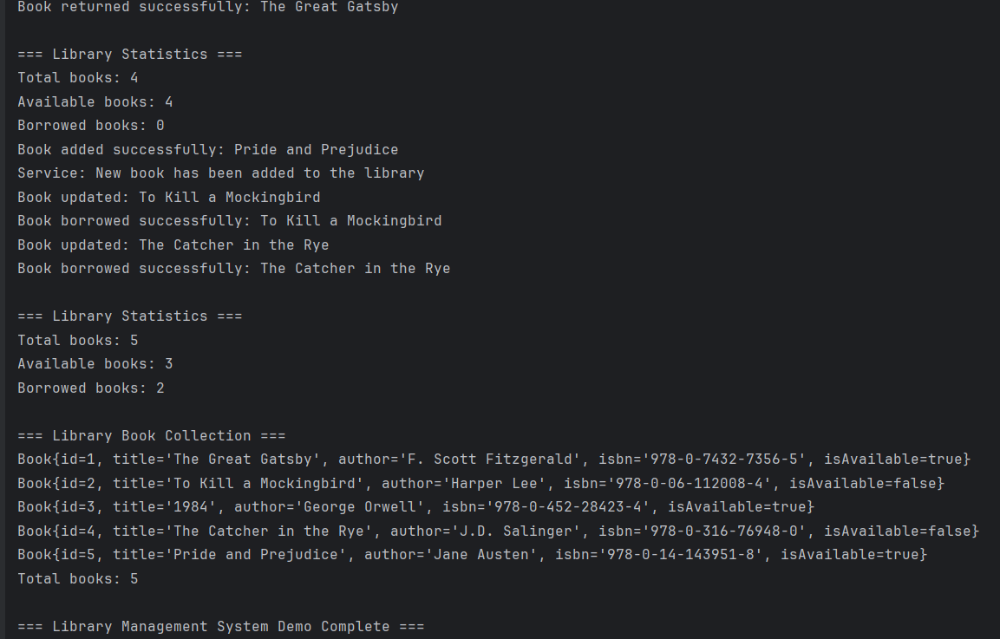 Book returned successfully: The Great Gatsby
=== Library Statistics ===
Total books: 4
Available books: 4
Borrowed books: 0
Book added successfully: Pride and Prejudice
Service: New book has been added to the library
Book updated: To Kill a Mockingbird
Book borrowed successfully: To Kill a Mockingbird
Book updated: The Catcher in the Rye
Book borrowed successfully: The Catcher in the Rye
=== Library Statistics ===
Total books: 5
Available books: 3
Borrowed books: 2
=== Library Book Collection ===
Book{id=1, title='The Great Gatsby', author='F. Scott Fitzgerald', isbn='978-0-7432-7356-5', isAvailable=true}
Book{id=2, title='To Kill a Mockingbird', author='Harper Lee', isbn='978-0-06-112008-4', isAvailable=false}
Book{id=3, title='1984', author='George Orwell', isbn='978-0-452-28423-4', isAvailable=true}
Book{id=4, title='The Catcher in the Rye', author='J.D. Salinger', isbn='978-0-316-76948-0', isAvailable=false}
Book{id=5, title='Pride and Prejudice', author='Jane Austen', isbn='978-0-14-143951-8', isAvailable=true}
Total books: 5
=== Library Management System Demo Complete ===